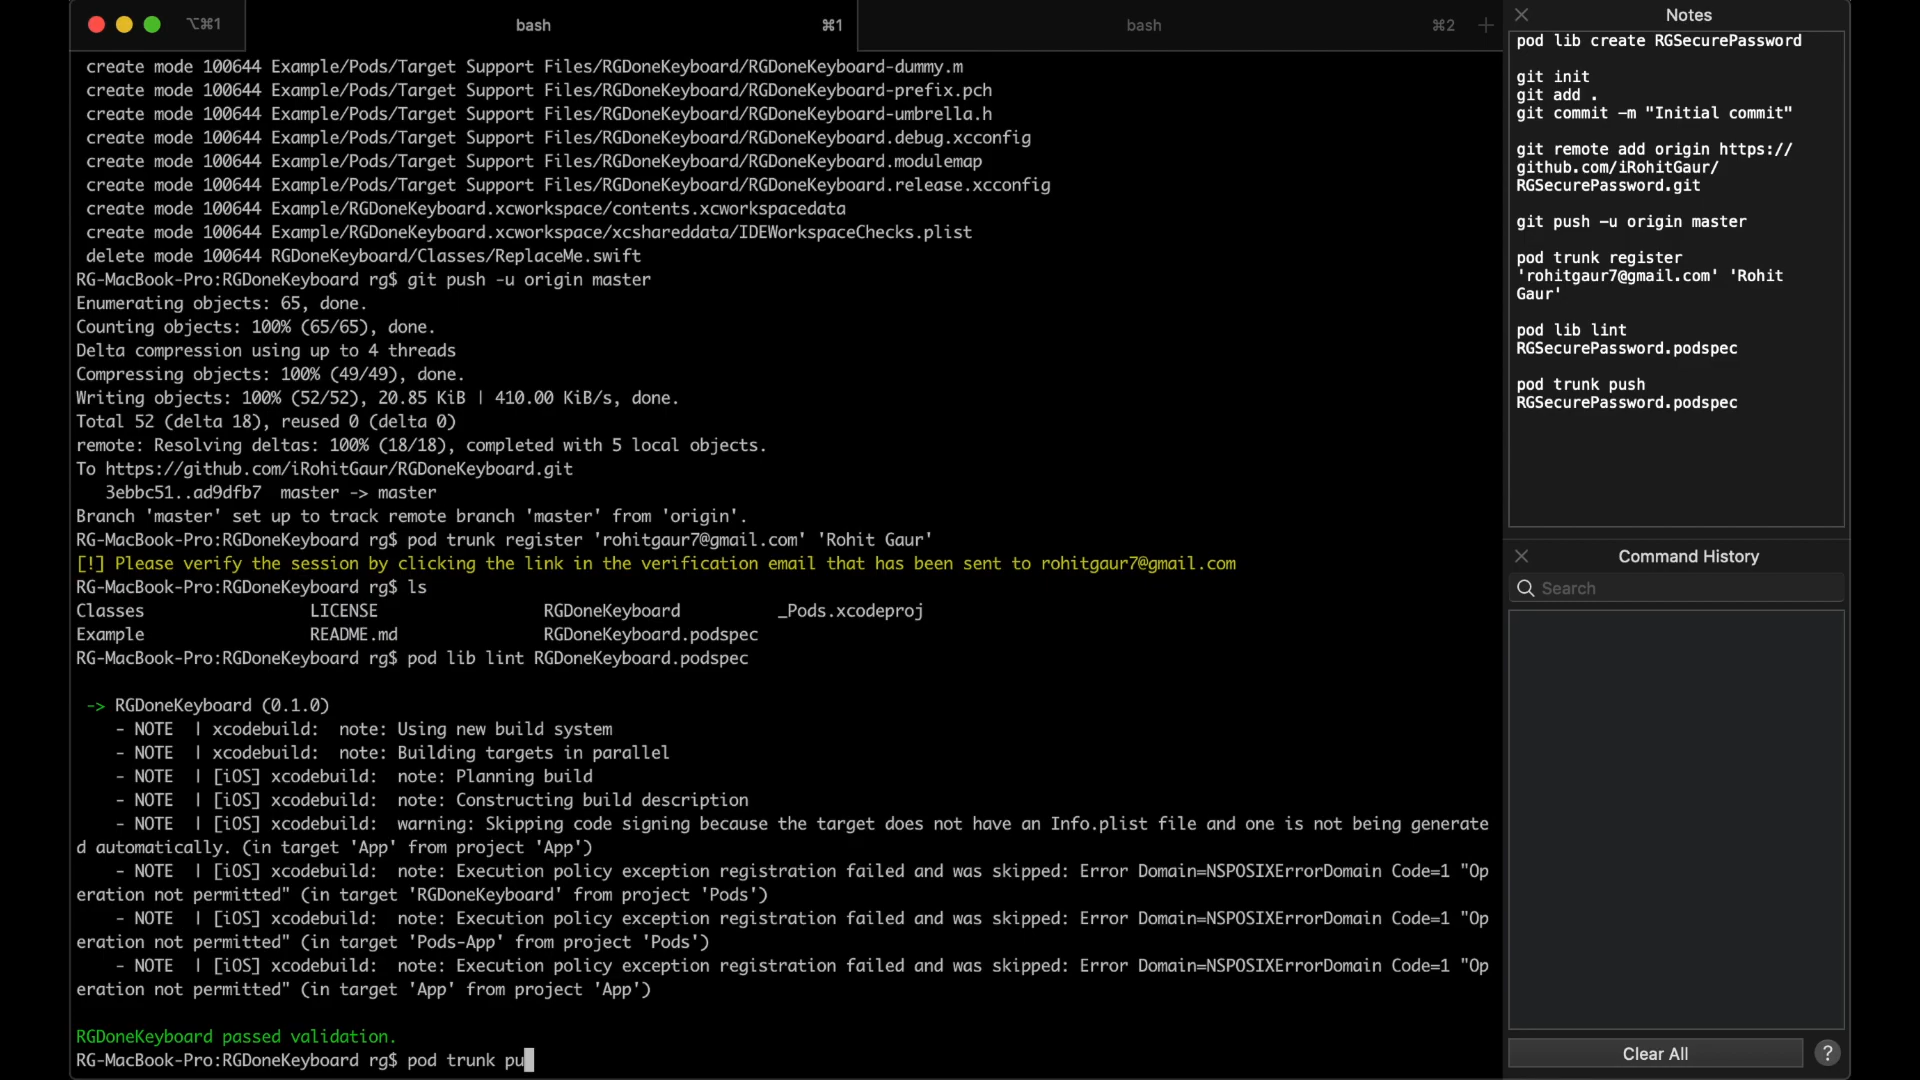 ⌥⌘1
bash
⌘1
bash
⌘2
create mode 100644 Example/Pods/Target Support Files/RGDoneKeyboard/RGDoneKeyboard-dummy.m
create mode 100644 Example/Pods/Target Support Files/RGDoneKeyboard/RGDoneKeyboard-prefix.pch
create mode 100644 Example/Pods/Target Support Files/RGDoneKeyboard/RGDoneKeyboard-umbrella.h
create mode 100644 Example/Pods/Target Support Files/RGDoneKeyboard/RGDoneKeyboard.debug.xcconfig
create mode 100644 Example/Pods/Target Support Files/RGDoneKeyboard/RGDoneKeyboard.modulemap
create mode 100644 Example/Pods/Target Support Files/RGDoneKeyboard/RGDoneKeyboard.release.xcconfig
create mode 100644 Example/RGDoneKeyboard.xcworkspace/contents.xcworkspacedata
create mode 100644 Example/RGDoneKeyboard.xcworkspace/xcshareddata/IDEWorkspaceChecks.plist
delete mode 100644 RGDoneKeyboard/Classes/ReplaceMe.swift
RG-MacBook-Pro:RGDoneKeyboard rg$ git push -u origin master
Enumerating objects: 65, done.
Counting objects: 100% (65/65), done.
Delta compression using up to 4 threads
Compressing objects: 100% (49/49), done.
Writing objects: 100% (52/52), 20.85 KiB | 410.00 KiB/s, done.
Total 52 (delta 18), reused 0 (delta 0)
remote: Resolving deltas: 100% (18/18), completed with 5 local objects.
To https://github.com/iRohitGaur/RGDoneKeyboard.git
3ebbc51..ad9dfb7  master -> master
Branch 'master' set up to track remote branch 'master' from 'origin'.
RG-MacBook-Pro:RGDoneKeyboard rg$ pod trunk register 'rohitgaur7@gmail.com' 'Rohit Gaur'
[!] Please verify the session by clicking the link in the verification email that has been sent to rohitgaur7@gmail.com
RG-MacBook-Pro:RGDoneKeyboard rg$ ls
Classes LICENSE RGDoneKeyboard _Pods.xcodeproj
Example README.md RGDoneKeyboard.podspec
RG-MacBook-Pro:RGDoneKeyboard rg$ pod lib lint RGDoneKeyboard.podspec
-> RGDoneKeyboard (0.1.0)
- NOTE  | xcodebuild:  note: Using new build system
- NOTE  | xcodebuild:  note: Building targets in parallel
- NOTE  | [iOS] xcodebuild:  note: Planning build
- NOTE  | [iOS] xcodebuild:  note: Constructing build description
- NOTE  | [iOS] xcodebuild:  warning: Skipping code signing because the target does not have an Info.plist file and one is not being generate
d automatically. (in target 'App' from project 'App')
- NOTE  | [iOS] xcodebuild:  note: Execution policy exception registration failed and was skipped: Error Domain=NSPOSIXErrorDomain Code=1 "Op
eration not permitted" (in target 'RGDoneKeyboard' from project 'Pods')
- NOTE  | [iOS] xcodebuild:  note: Execution policy exception registration failed and was skipped: Error Domain=NSPOSIXErrorDomain Code=1 "Op
eration not permitted" (in target 'Pods-App' from project 'Pods')
- NOTE  | [iOS] xcodebuild:  note: Execution policy exception registration failed and was skipped: Error Domain=NSPOSIXErrorDomain Code=1 "Op
eration not permitted" (in target 'App' from project 'App')
RGDoneKeyboard passed validation.
RG-MacBook-Pro:RGDoneKeyboard rg$ pod trunk pu
Notes
pod lib create RGSecurePassword
git init
git add .
git commit –m "Initial commit"
git remote add origin https://
github.com/iRohitGaur/
RGSecurePassword.git
git push –u origin master
pod trunk register
'rohitgaur7@gmail.com' 'Rohit
Gaur'
pod lib lint
RGSecurePassword.podspec
pod trunk push
RGSecurePassword.podspec
Command History
Search
Clear All
?